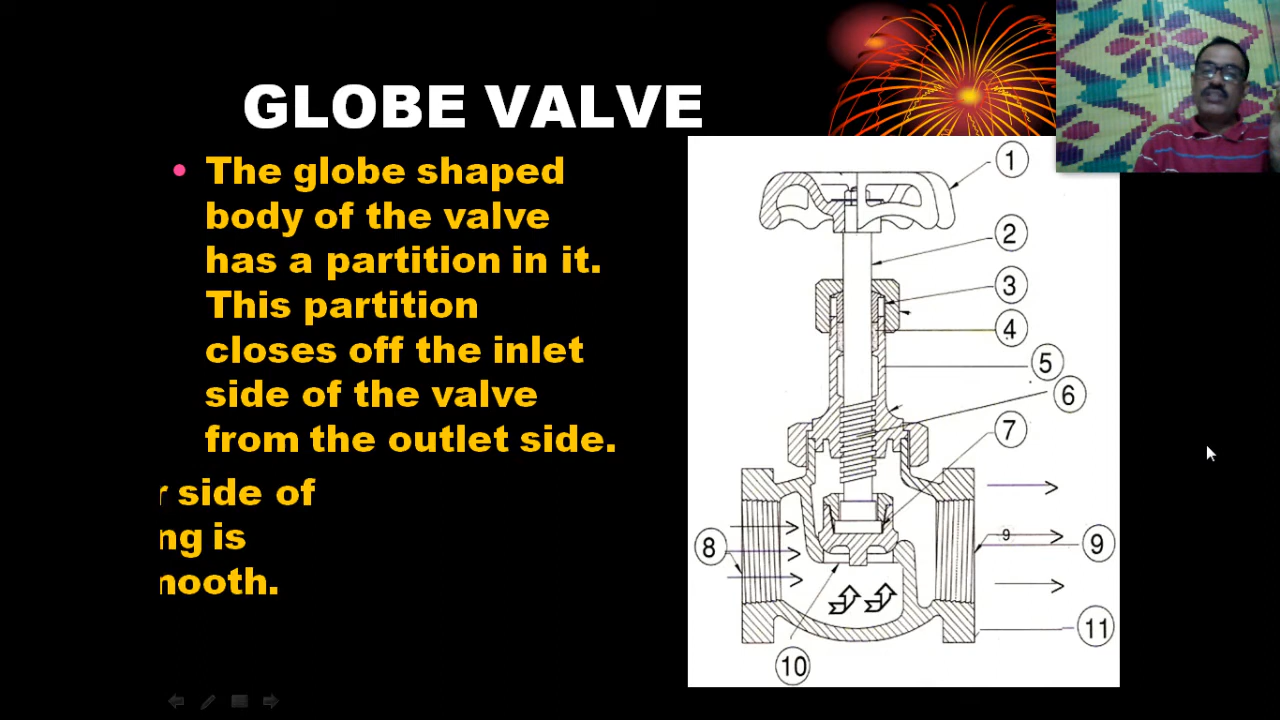 GLOBE VALVE
• The globe shaped
body of the valve
has a partition in it.
This partition
closes off the inlet
side of the valve
from the outlet side.
side of
ng is
mooth.
1
2
3
4
5
6
7
8
9
9
10
11